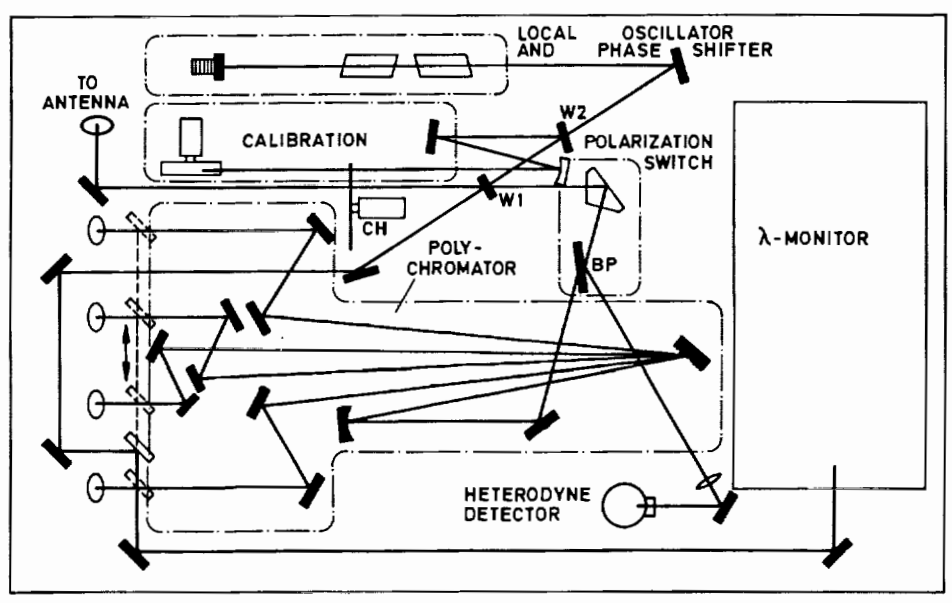 LOCAL OSCILLATOR
AND PHASE SHIFTER
TO
ANTENNA
CALIBRATION
W2
POLARIZATION
SWITCH
W1
CH
POLY-
CHROMATOR
BP
λ-MONITOR
HETERODYNE
DETECTOR